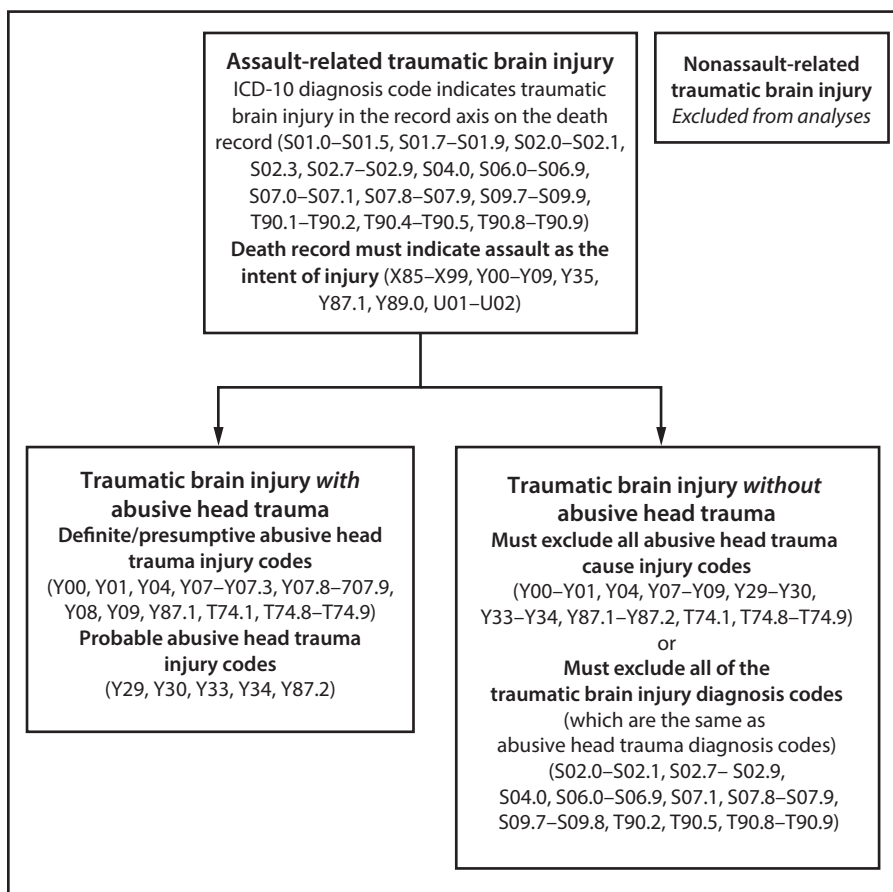 Assault-related traumatic brain injury
ICD-10 diagnosis code indicates traumatic
brain injury in the record axis on the death
record (S01.0–S01.5, S01.7–S01.9, S02.0–S02.1,
S02.3, S02.7–S02.9, S04.0, S06.0–S06.9,
S07.0–S07.1, S07.8–S07.9, S09.7–S09.9,
T90.1–T90.2, T90.4–T90.5, T90.8–T90.9)
Death record must indicate assault as the
intent of injury (X85–X99, Y00–Y09, Y35,
Y87.1, Y89.0, U01–U02)
Nonassault-related
traumatic brain injury
Excluded from analyses
Traumatic brain injury with
abusive head trauma
Definite/presumptive abusive head
trauma injury codes
(Y00, Y01, Y04, Y07–Y07.3, Y07.8–707.9,
Y08, Y09, Y87.1, T74.1, T74.8–T74.9)
Probable abusive head trauma
injury codes
(Y29, Y30, Y33, Y34, Y87.2)
Traumatic brain injury without
abusive head trauma
Must exclude all abusive head trauma
cause injury codes
(Y00–Y01, Y04, Y07–Y09, Y29–Y30,
Y33–Y34, Y87.1–Y87.2, T74.1, T74.8–T74.9)
or
Must exclude all of the
traumatic brain injury diagnosis codes
(which are the same as
abusive head trauma diagnosis codes)
(S02.0–S02.1, S02.7– S02.9,
S04.0, S06.0–S06.9, S07.1, S07.8–S07.9,
S09.7–S09.8, T90.2, T90.5, T90.8–T90.9)